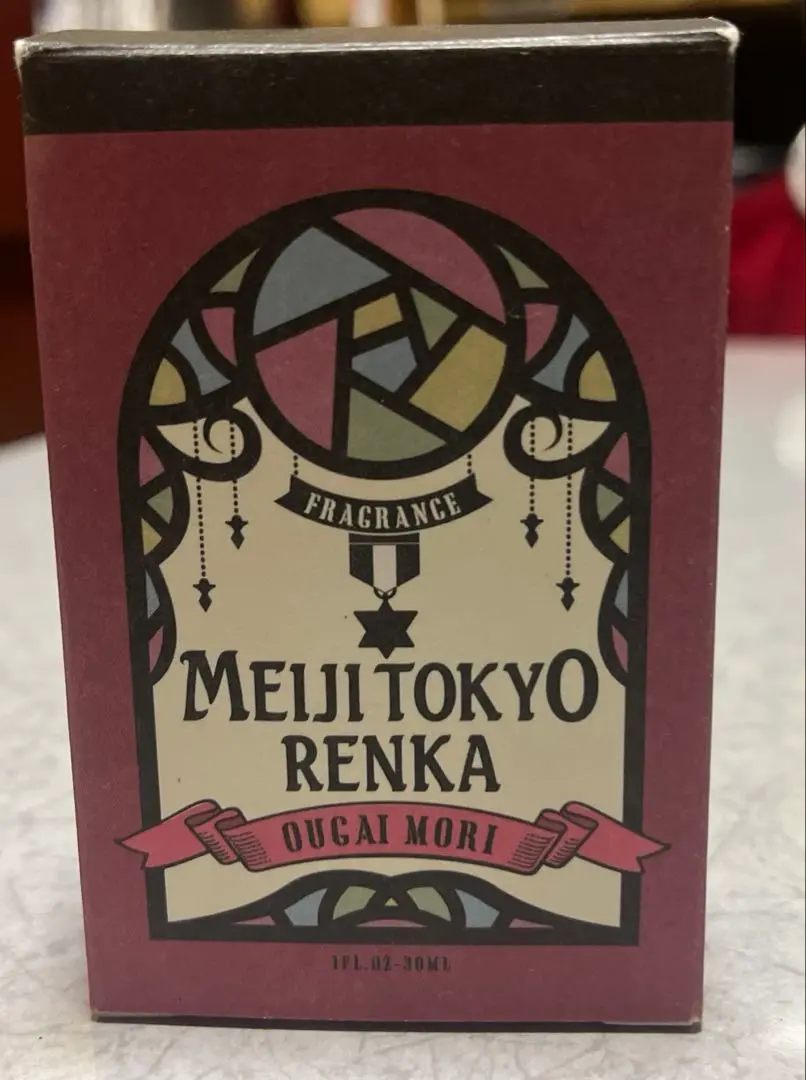 FRAGRANCE
MEIJI TOKYO
RENKA
OUGAI MORI
1FL.OZ-30ML